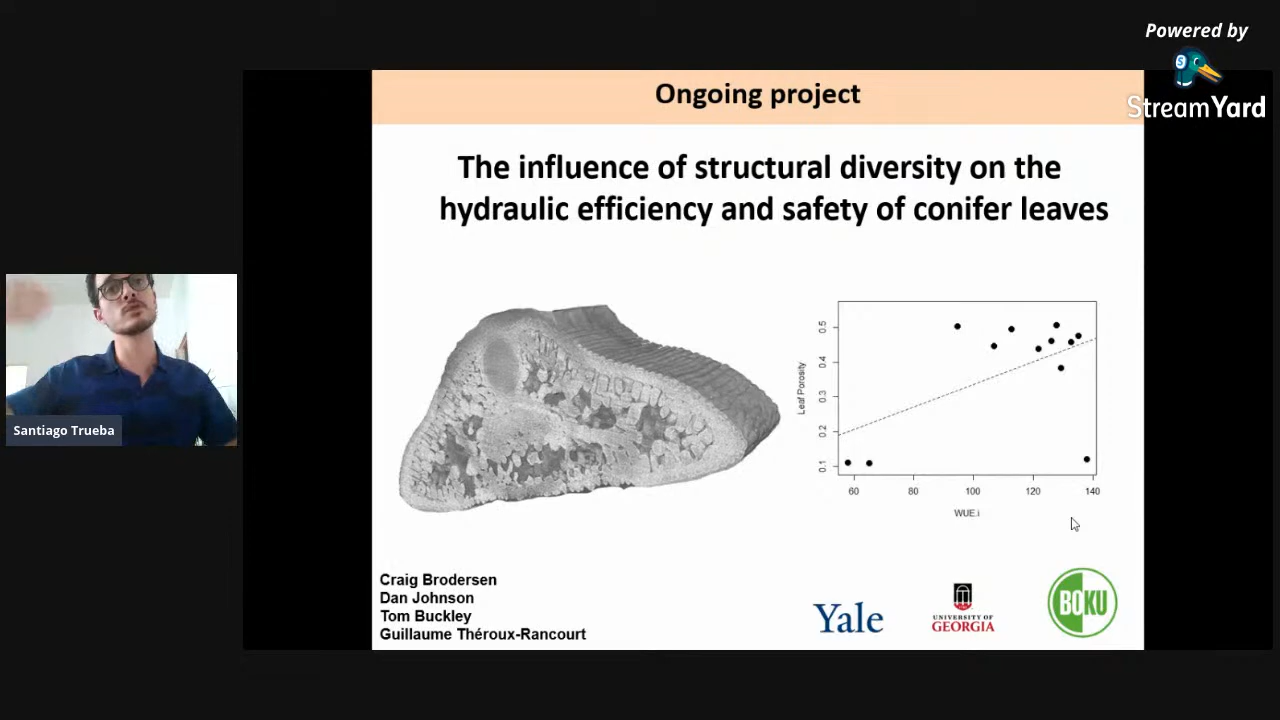 Powered by
StreamYard
Ongoing project
The influence of structural diversity on the
hydraulic efficiency and safety of conifer leaves
Santiago Trueba
Leaf Porosity
0.5
0.4
0.3
0.2
0.1
60 80 100 120 140
WUE.i
Craig Brodersen
Dan Johnson
Tom Buckley
Guillaume Théroux-Rancourt
Yale
UNIVERSITY OF
GEORGIA
BOKU